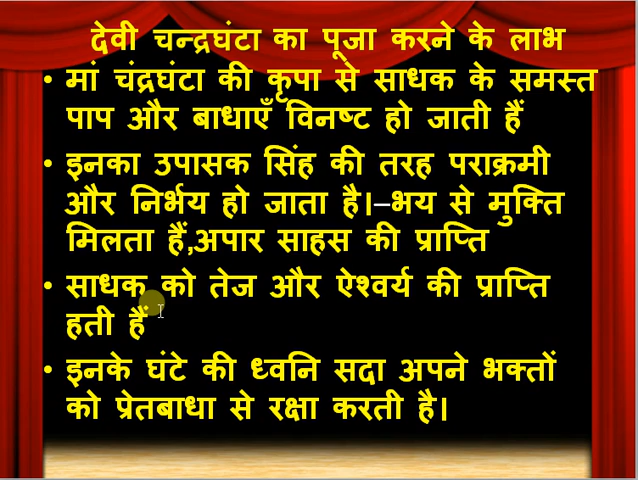 देवी चन्द्रघंटा का पूजा करने के लाभ
• मां चंद्रघंटा की कृपा से साधक के समस्त
पाप और बाधाएँ विनष्ट हो जाती हैं
• इनका उपासक सिंह की तरह पराक्रमी
और निर्भय हो जाता है।–भय से मुक्ति
मिलता हैं,अपार साहस की प्राप्ति
• साधक को तेज और ऐश्वर्य की प्राप्ति
हती हैं
• इनके घंटे की ध्वनि सदा अपने भक्तों
को प्रेतबाधा से रक्षा करती है।